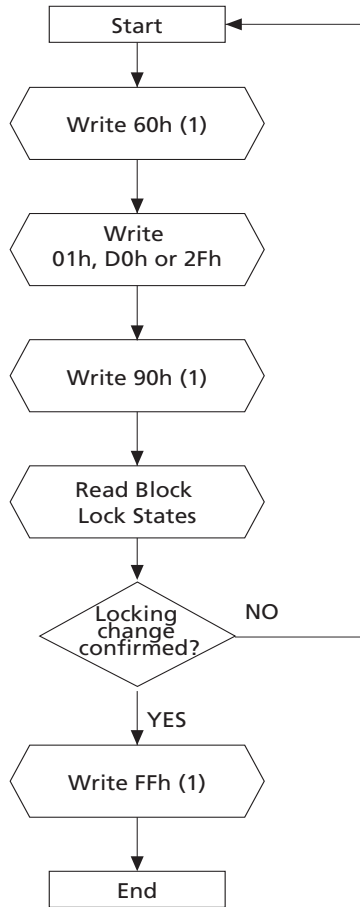 Start
Write 60h (1)
Write
01h, D0h or 2Fh
Write 90h (1)
Read Block
Lock States
Locking
change
confirmed?
NO
YES
Write FFh (1)
End